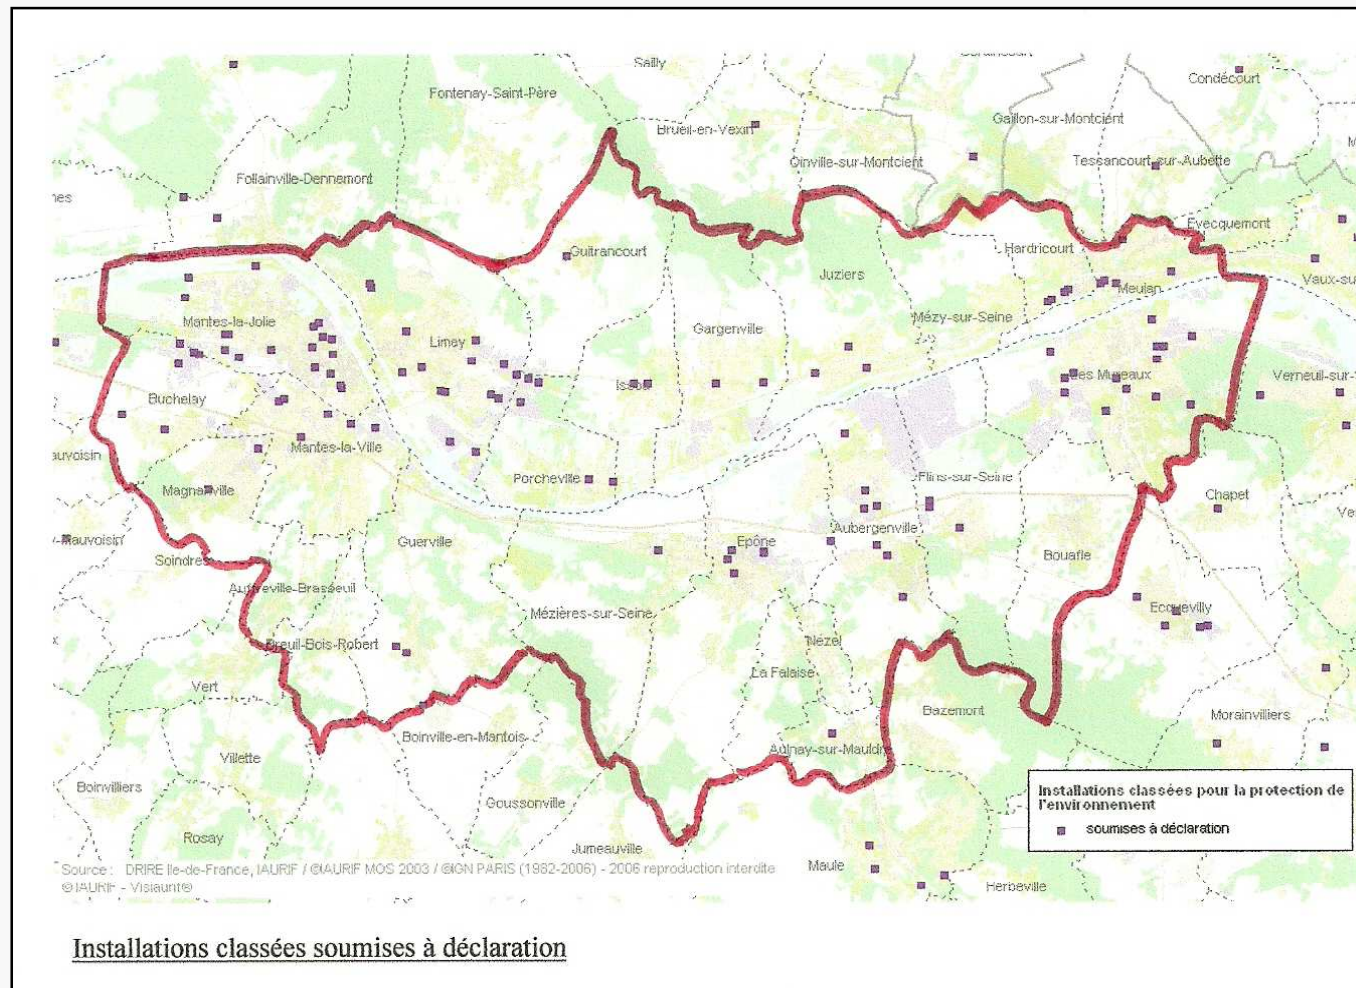 Sailly
Condécourt
Fontenay-Saint-Père
Gaillon-sur-Montcient
Brueil-en-Vexin
Oinville-sur-Montcient
Tessancourt-sur-Aubette
Follainville-Dennemont
Evecquemont
Guitrancourt
Hardricourt
Juziers
Vaux-su
Meulan
Mantes-la-Jolie
Mézy-sur-Seine
Limay
Gargenville
Issou
Les Mureaux
Verneuil-sur-
Buchelay
Mantes-la-Ville
auvoisin
Porcheville
Flins-sur-Seine
Magnanville
Chapet
Aubergenville
-Mauvoisin
Guerville
Epône
Bouafle
Soindres
Auffreville-Brasseuil
Ecquevilly
Mézières-sur-Seine
Breuil-Bois-Robert
Nézel
La Falaise
Vert
Bazemont
Morainvilliers
Boinville-en-Mantois
Aulnay-sur-Mauldre
Villette
Boinvilliers
Goussonville
Rosay
Jumeauville
Maule
Herbeville
Installations classées pour la protection de
l'environnement
soumises à déclaration
Source : DRIRE Ile-de-France, IAURIF / ©IAURIF MOS 2003 / ©IGN PARIS (1982-2006) - 2006 reproduction interdite
© IAURIF - Visiaurif®
Installations classées soumises à déclaration